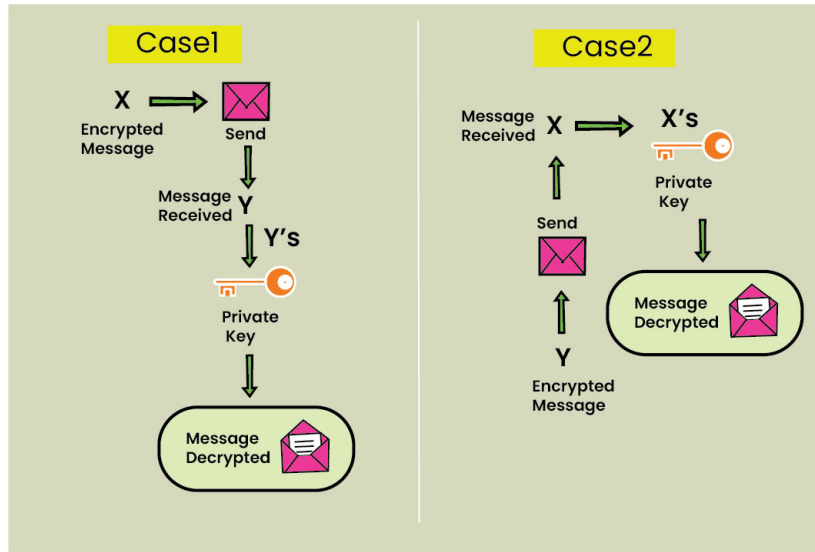 Case1
X
Encrypted
Message
Send
Message
Received
Y
Y's
Private
Key
Message
Decrypted
Case2
Message
Received
X
X's
Private
Key
Send
Message
Decrypted
Y
Encrypted
Message